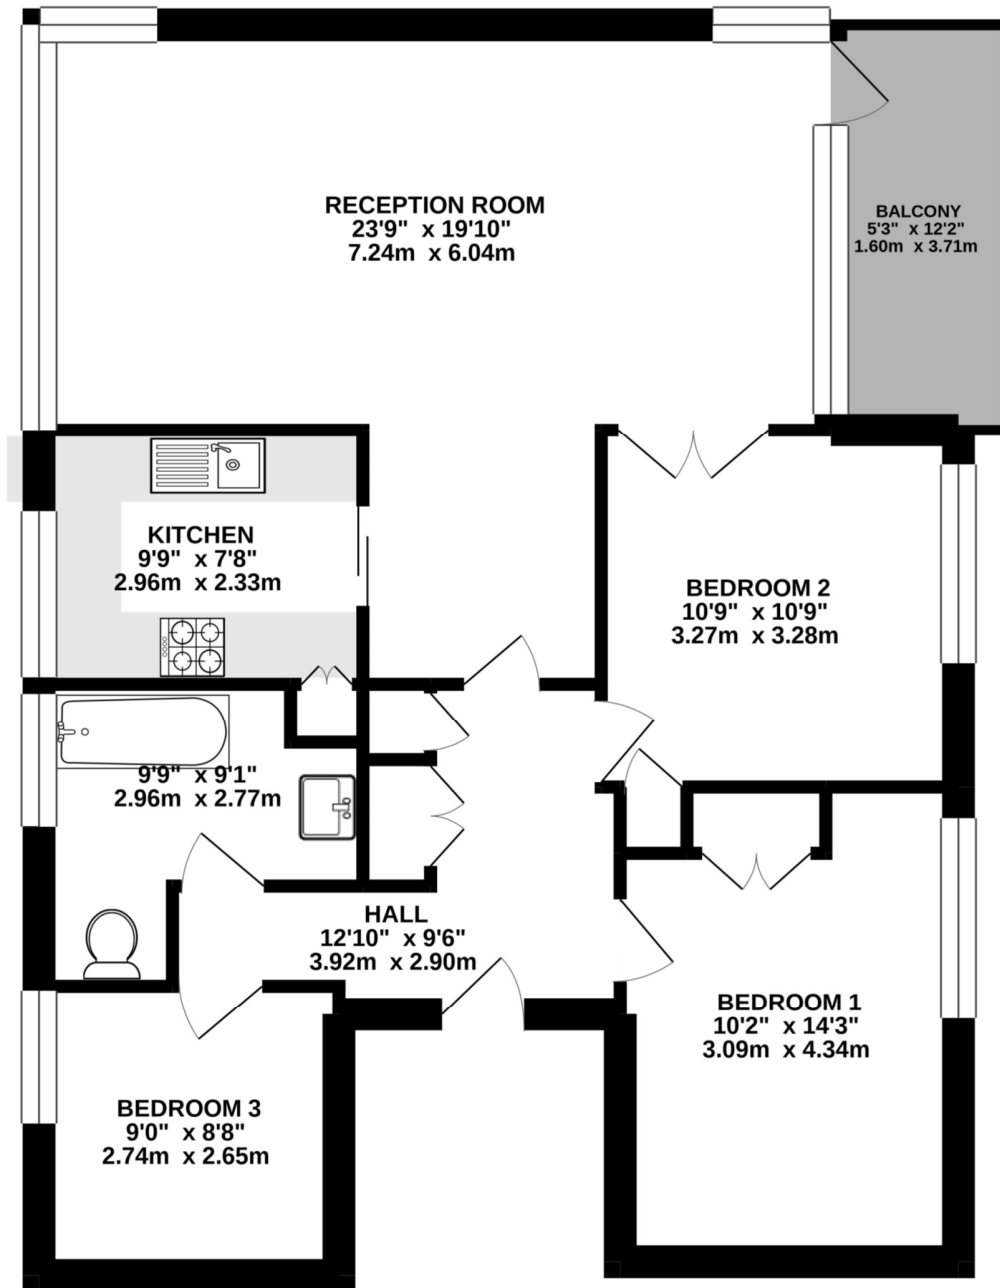 RECEPTION ROOM
23'9" x 19'10"
7.24m x 6.04m
BALCONY
5'3" x 12'2"
1.60m x 3.71m
KITCHEN
9'9" x 7'8"
2.96m x 2.33m
BEDROOM 2
10'9" x 10'9"
3.27m x 3.28m
9'9" x 9'1"
2.96m x 2.77m
HALL
12'10" x 9'6"
3.92m x 2.90m
BEDROOM 1
10'2" x 14'3"
3.09m x 4.34m
BEDROOM 3
9'0" x 8'8"
2.74m x 2.65m